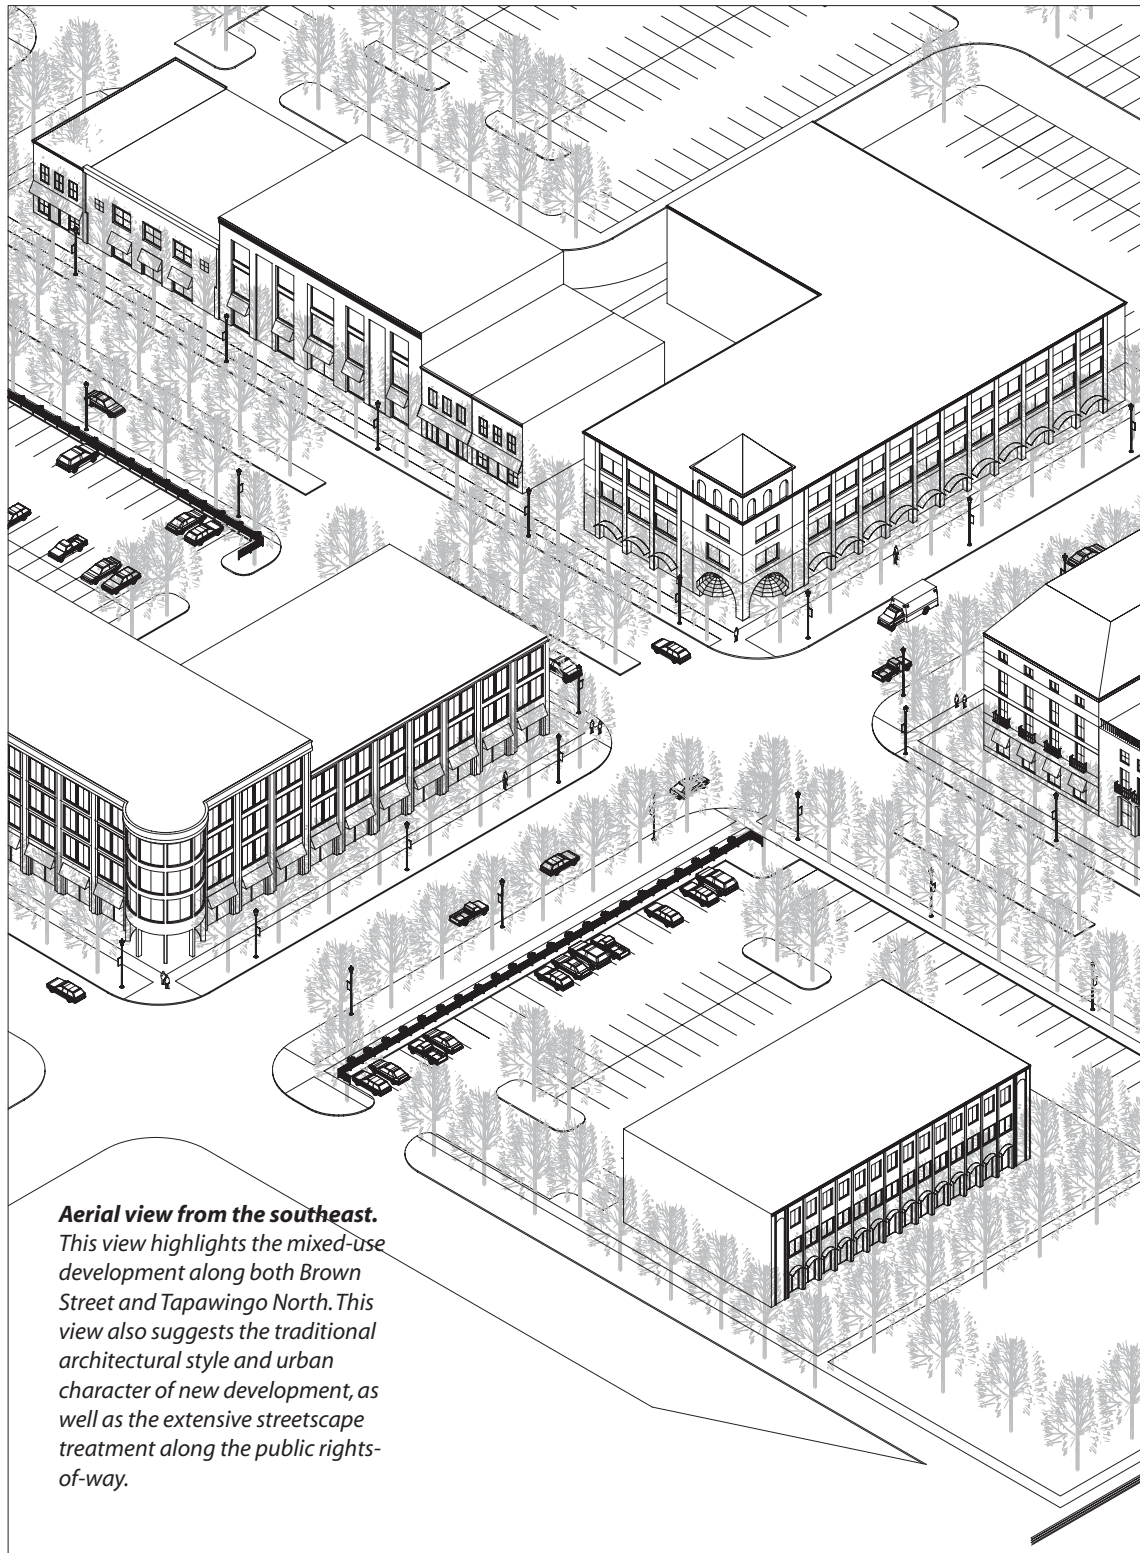 Aerial view from the southeast.
This view highlights the mixed-use
development along both Brown
Street and Tapawingo North. This
view also suggests the traditional
architectural style and urban
character of new development, as
well as the extensive streetscape
treatment along the public rights-
of-way.